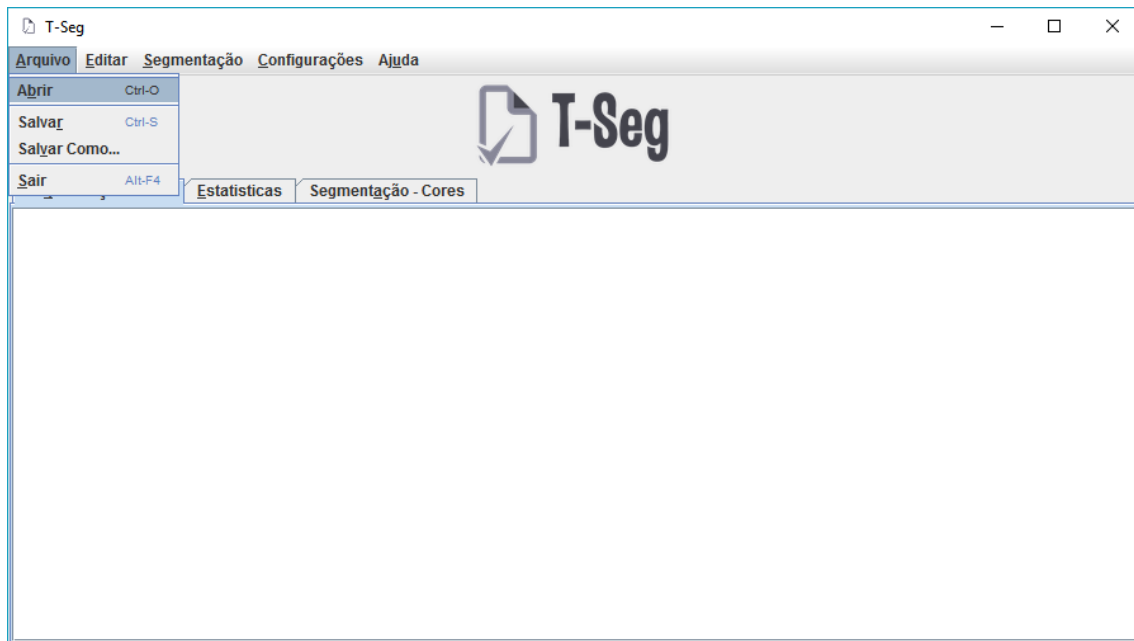 T-Seg
Arquivo Editar Segmentação Configurações Ajuda
Abrir Ctrl-O
Salvar Ctrl-S
Salvar Como...
Sair Alt-F4
T-Seg
Estatisticas Segmentação - Cores